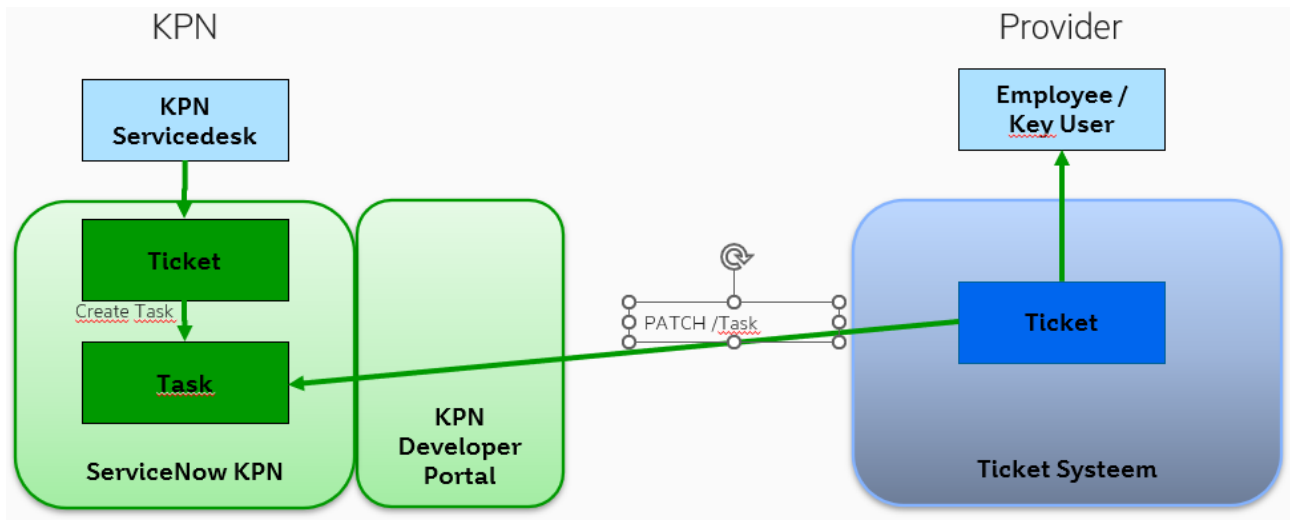 KPN
Provider
KPN
Servicedesk
Employee /
Key User
Ticket
Create Task
PATCH /Task
Ticket
Task
KPN
Developer
Portal
ServiceNow KPN
Ticket Systeem